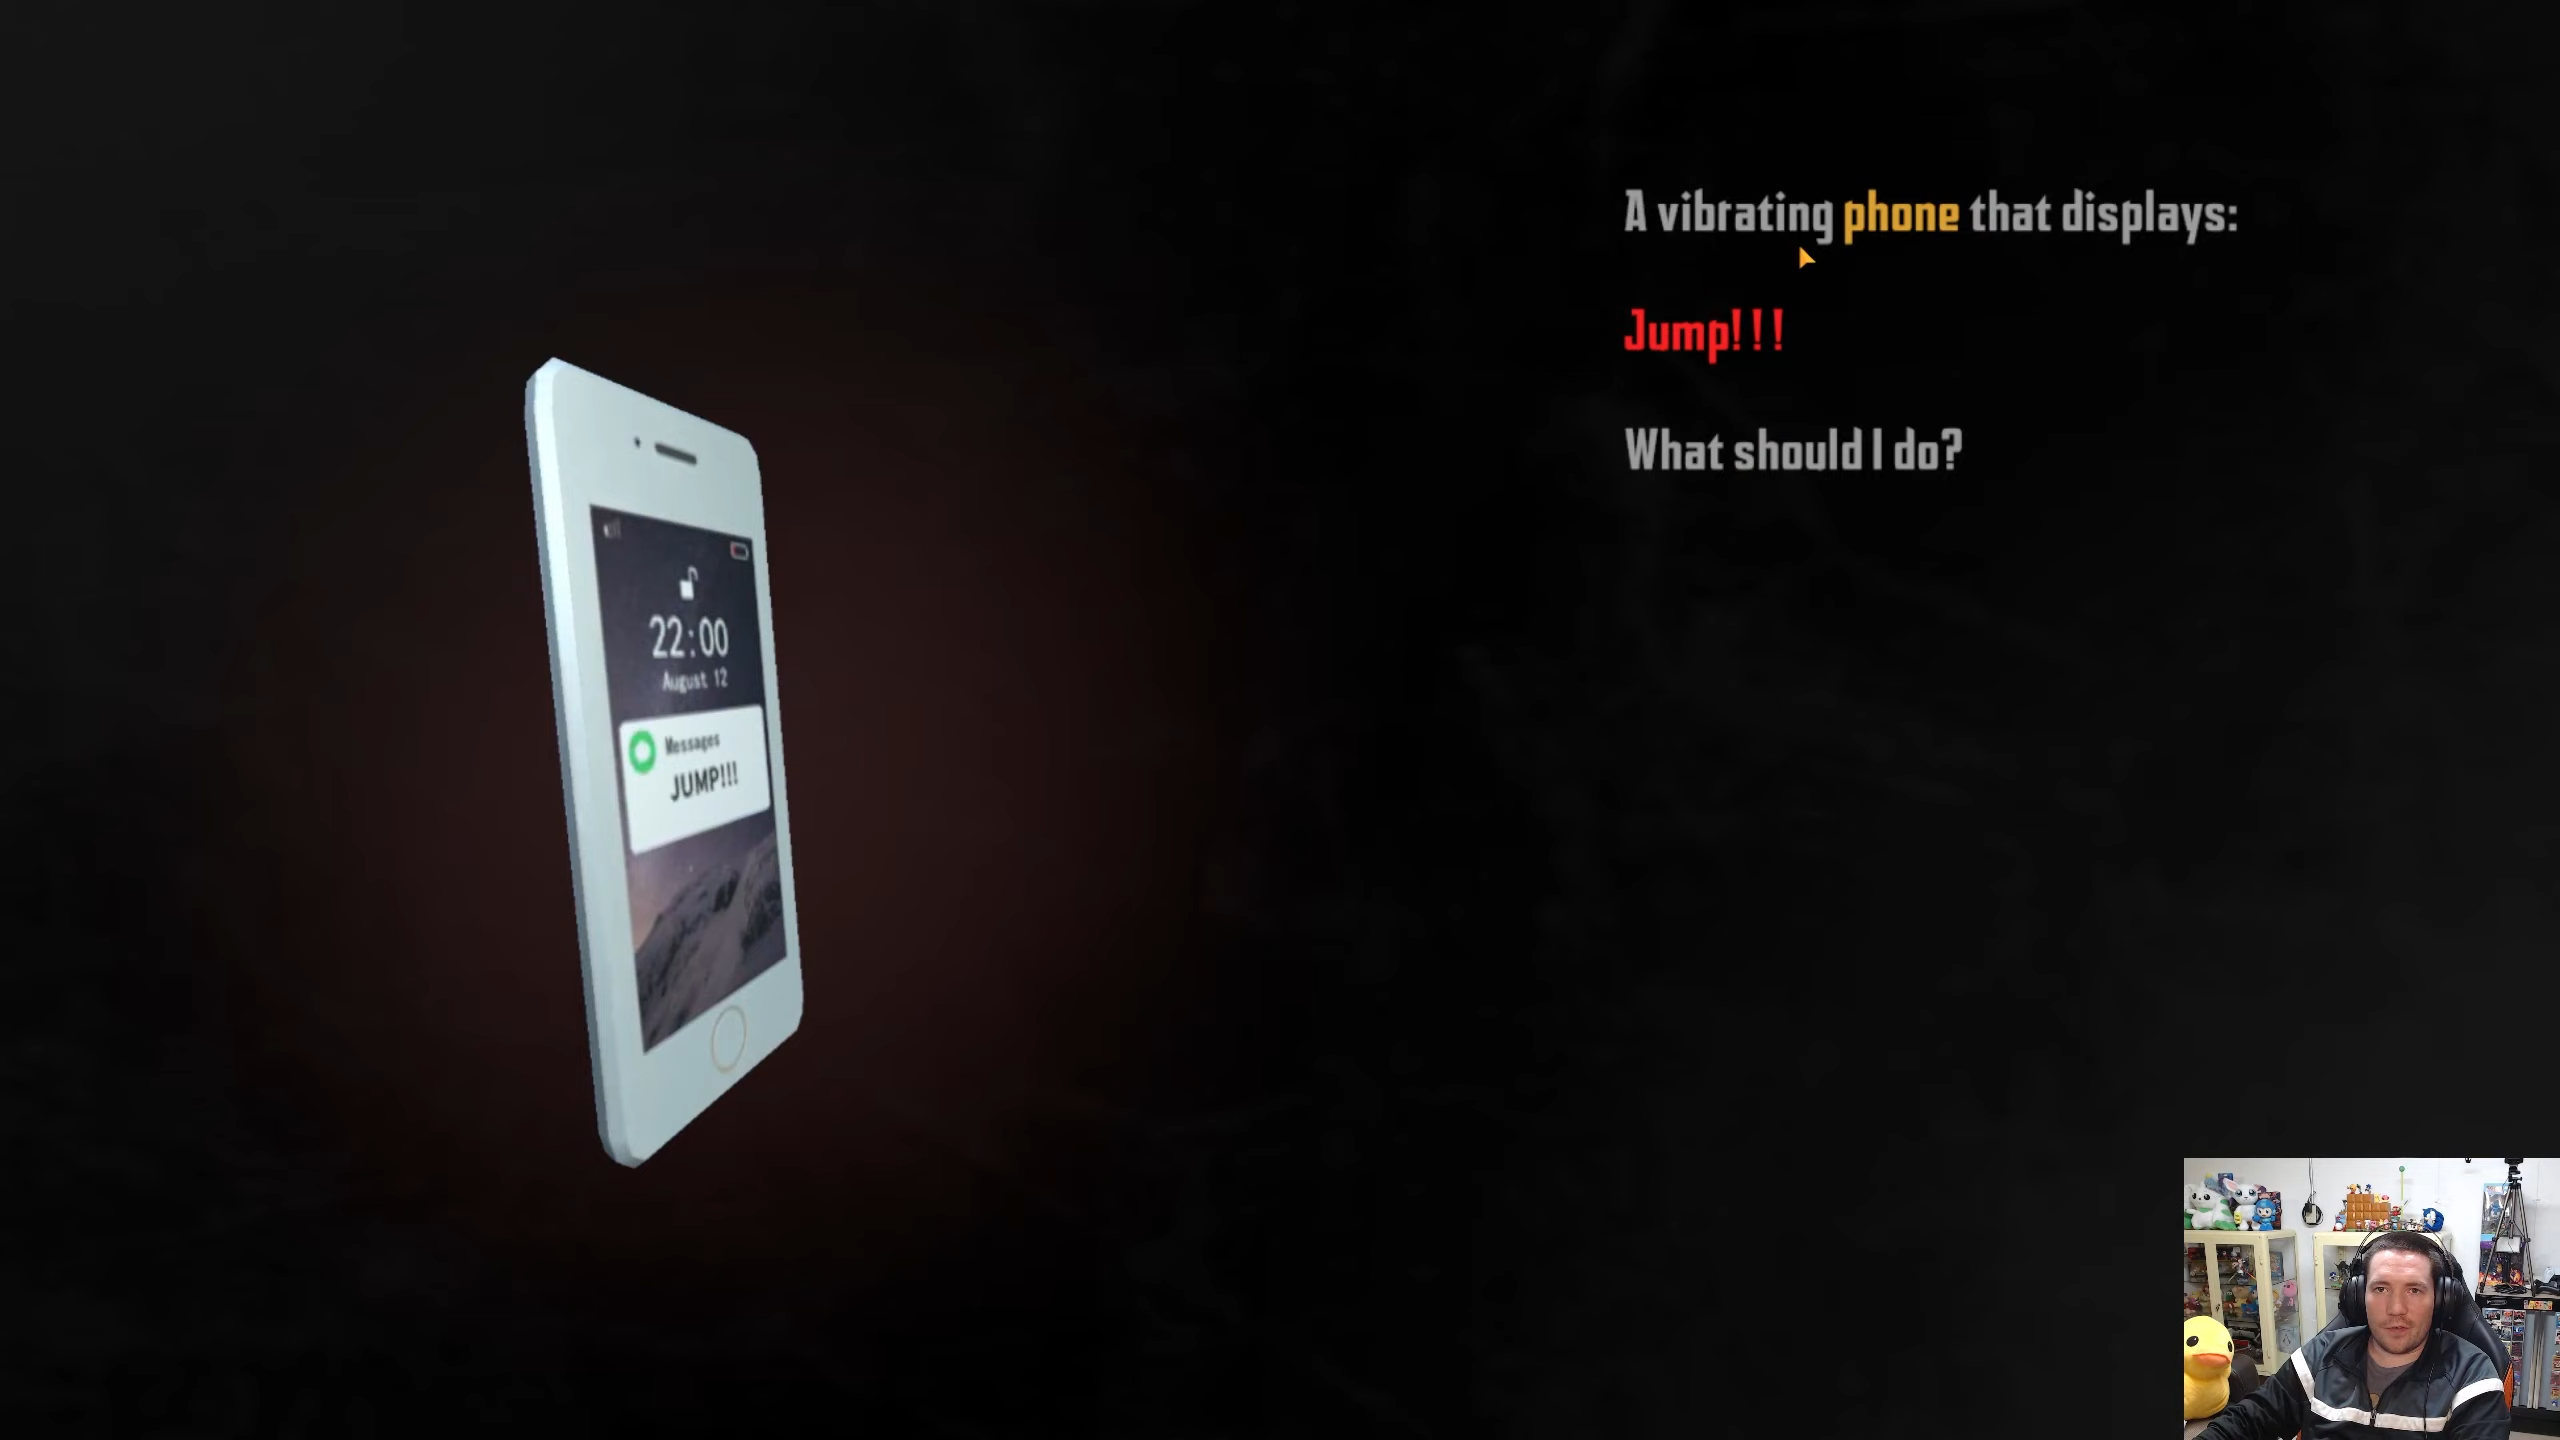 A vibrating phone that displays:
Jump!!!
What should I do?
22:00
August 12
Messages
JUMP!!!